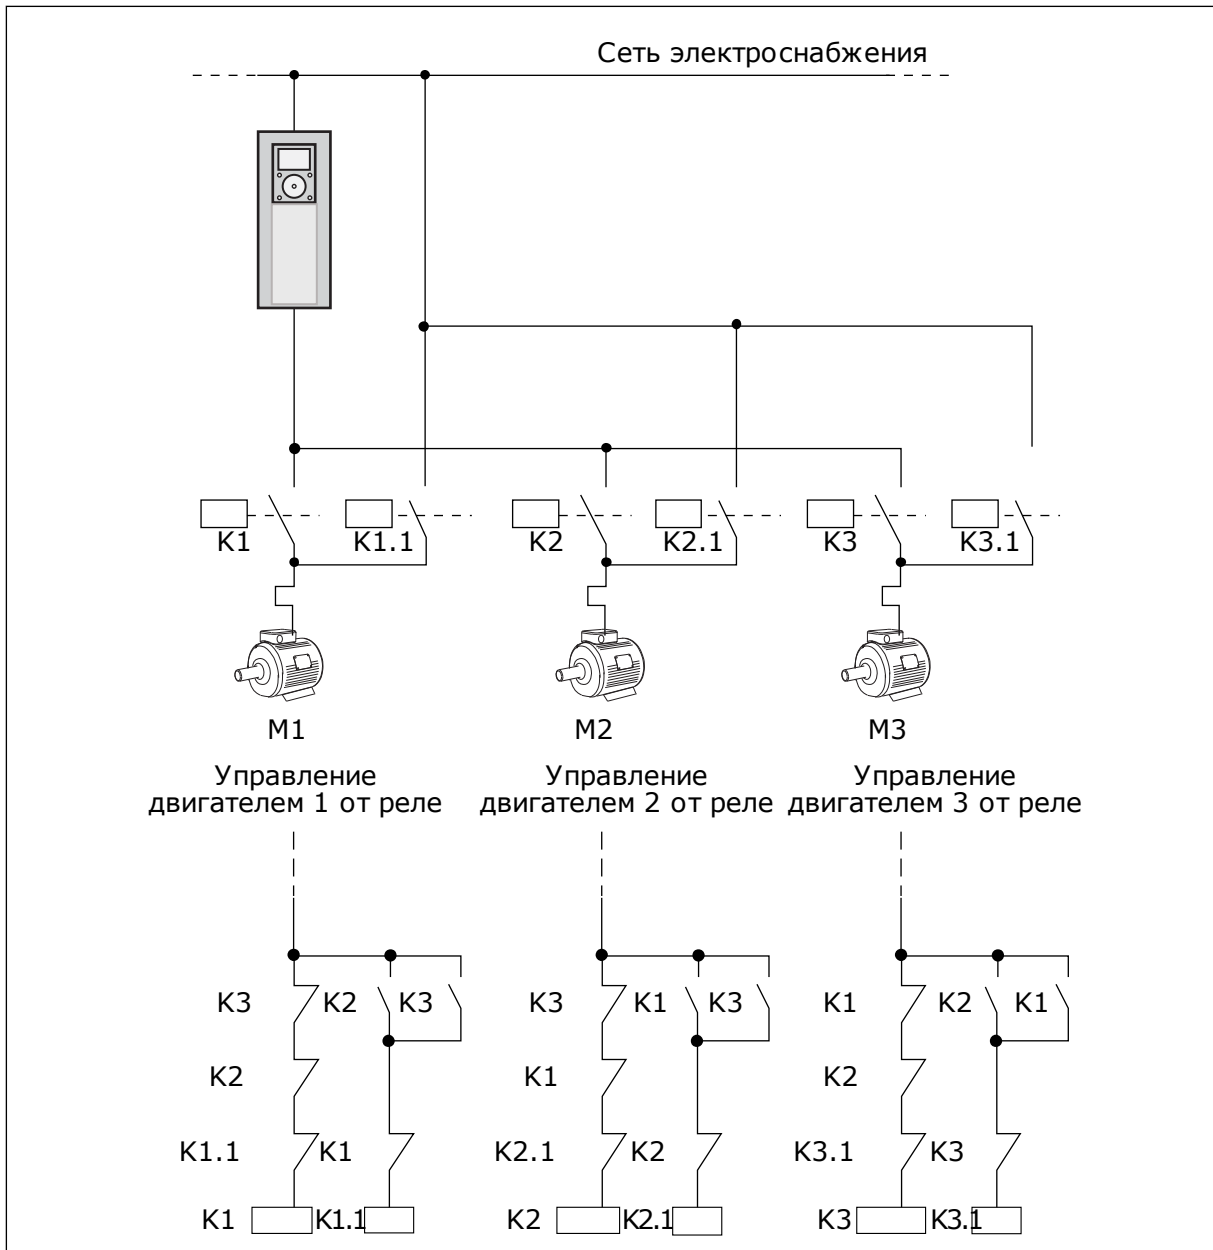 Сеть электроснабжения
K1 K1.1 K2 K2.1 K3 K3.1
M1 M2 M3
Управление Управление Управление
двигателем 1 от реле двигателем 2 от реле двигателем 3 от реле
K3 K2 K3 K3 K1 K3 K1 K2 K1
K2 K1 K2
K1.1 K1 K2.1 K2 K3.1 K3
K1 K1.1 K2 K2.1 K3 K3.1